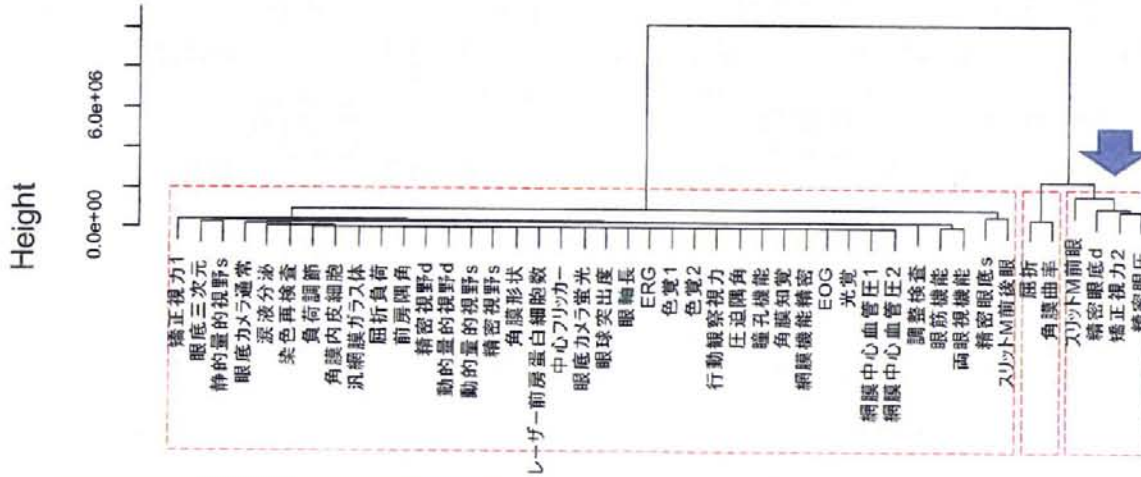 Height
6.0e+06
0.0e+00
矯正視力1
眼底三次元
静的量的視野s
眼底カメラ通常
涙液分泌
染色再検査
負荷調節
角膜内皮細胞
汎網膜ガラス体
屈折負荷
前房隅角
精密視野d
動的量的視野d
動的量的視野s
精密視野s
角膜形状
レーザー前房蛋白細胞数
中心フリッカー
眼底カメラ蛍光
眼球突出度
眼軸長
ERG
色覚1
色覚2
行動観察視力
圧迫隅角
瞳孔機能
角膜知覚
網膜機能精密
EOG
光覚
網膜中心血管圧1
網膜中心血管圧2
調整検査
眼筋機能
両眼視機能
精密眼底s
スリットM前後眼
屈折
角膜曲率
スリットM前眼
精密眼底d
矯正視力2
精密眼圧